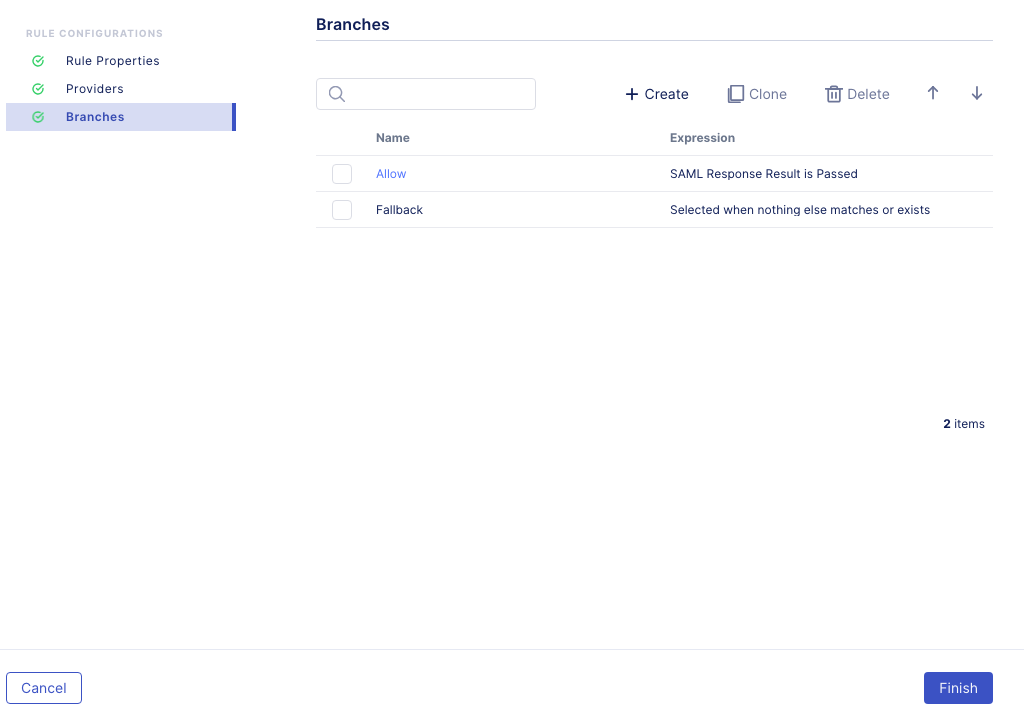 RULE CONFIGURATIONS
Rule Properties
Providers
Branches
Branches
Create Clone Delete
Name Expression
Allow SAML Response Result is Passed
Fallback Selected when nothing else matches or exists
2 items
Cancel Finish